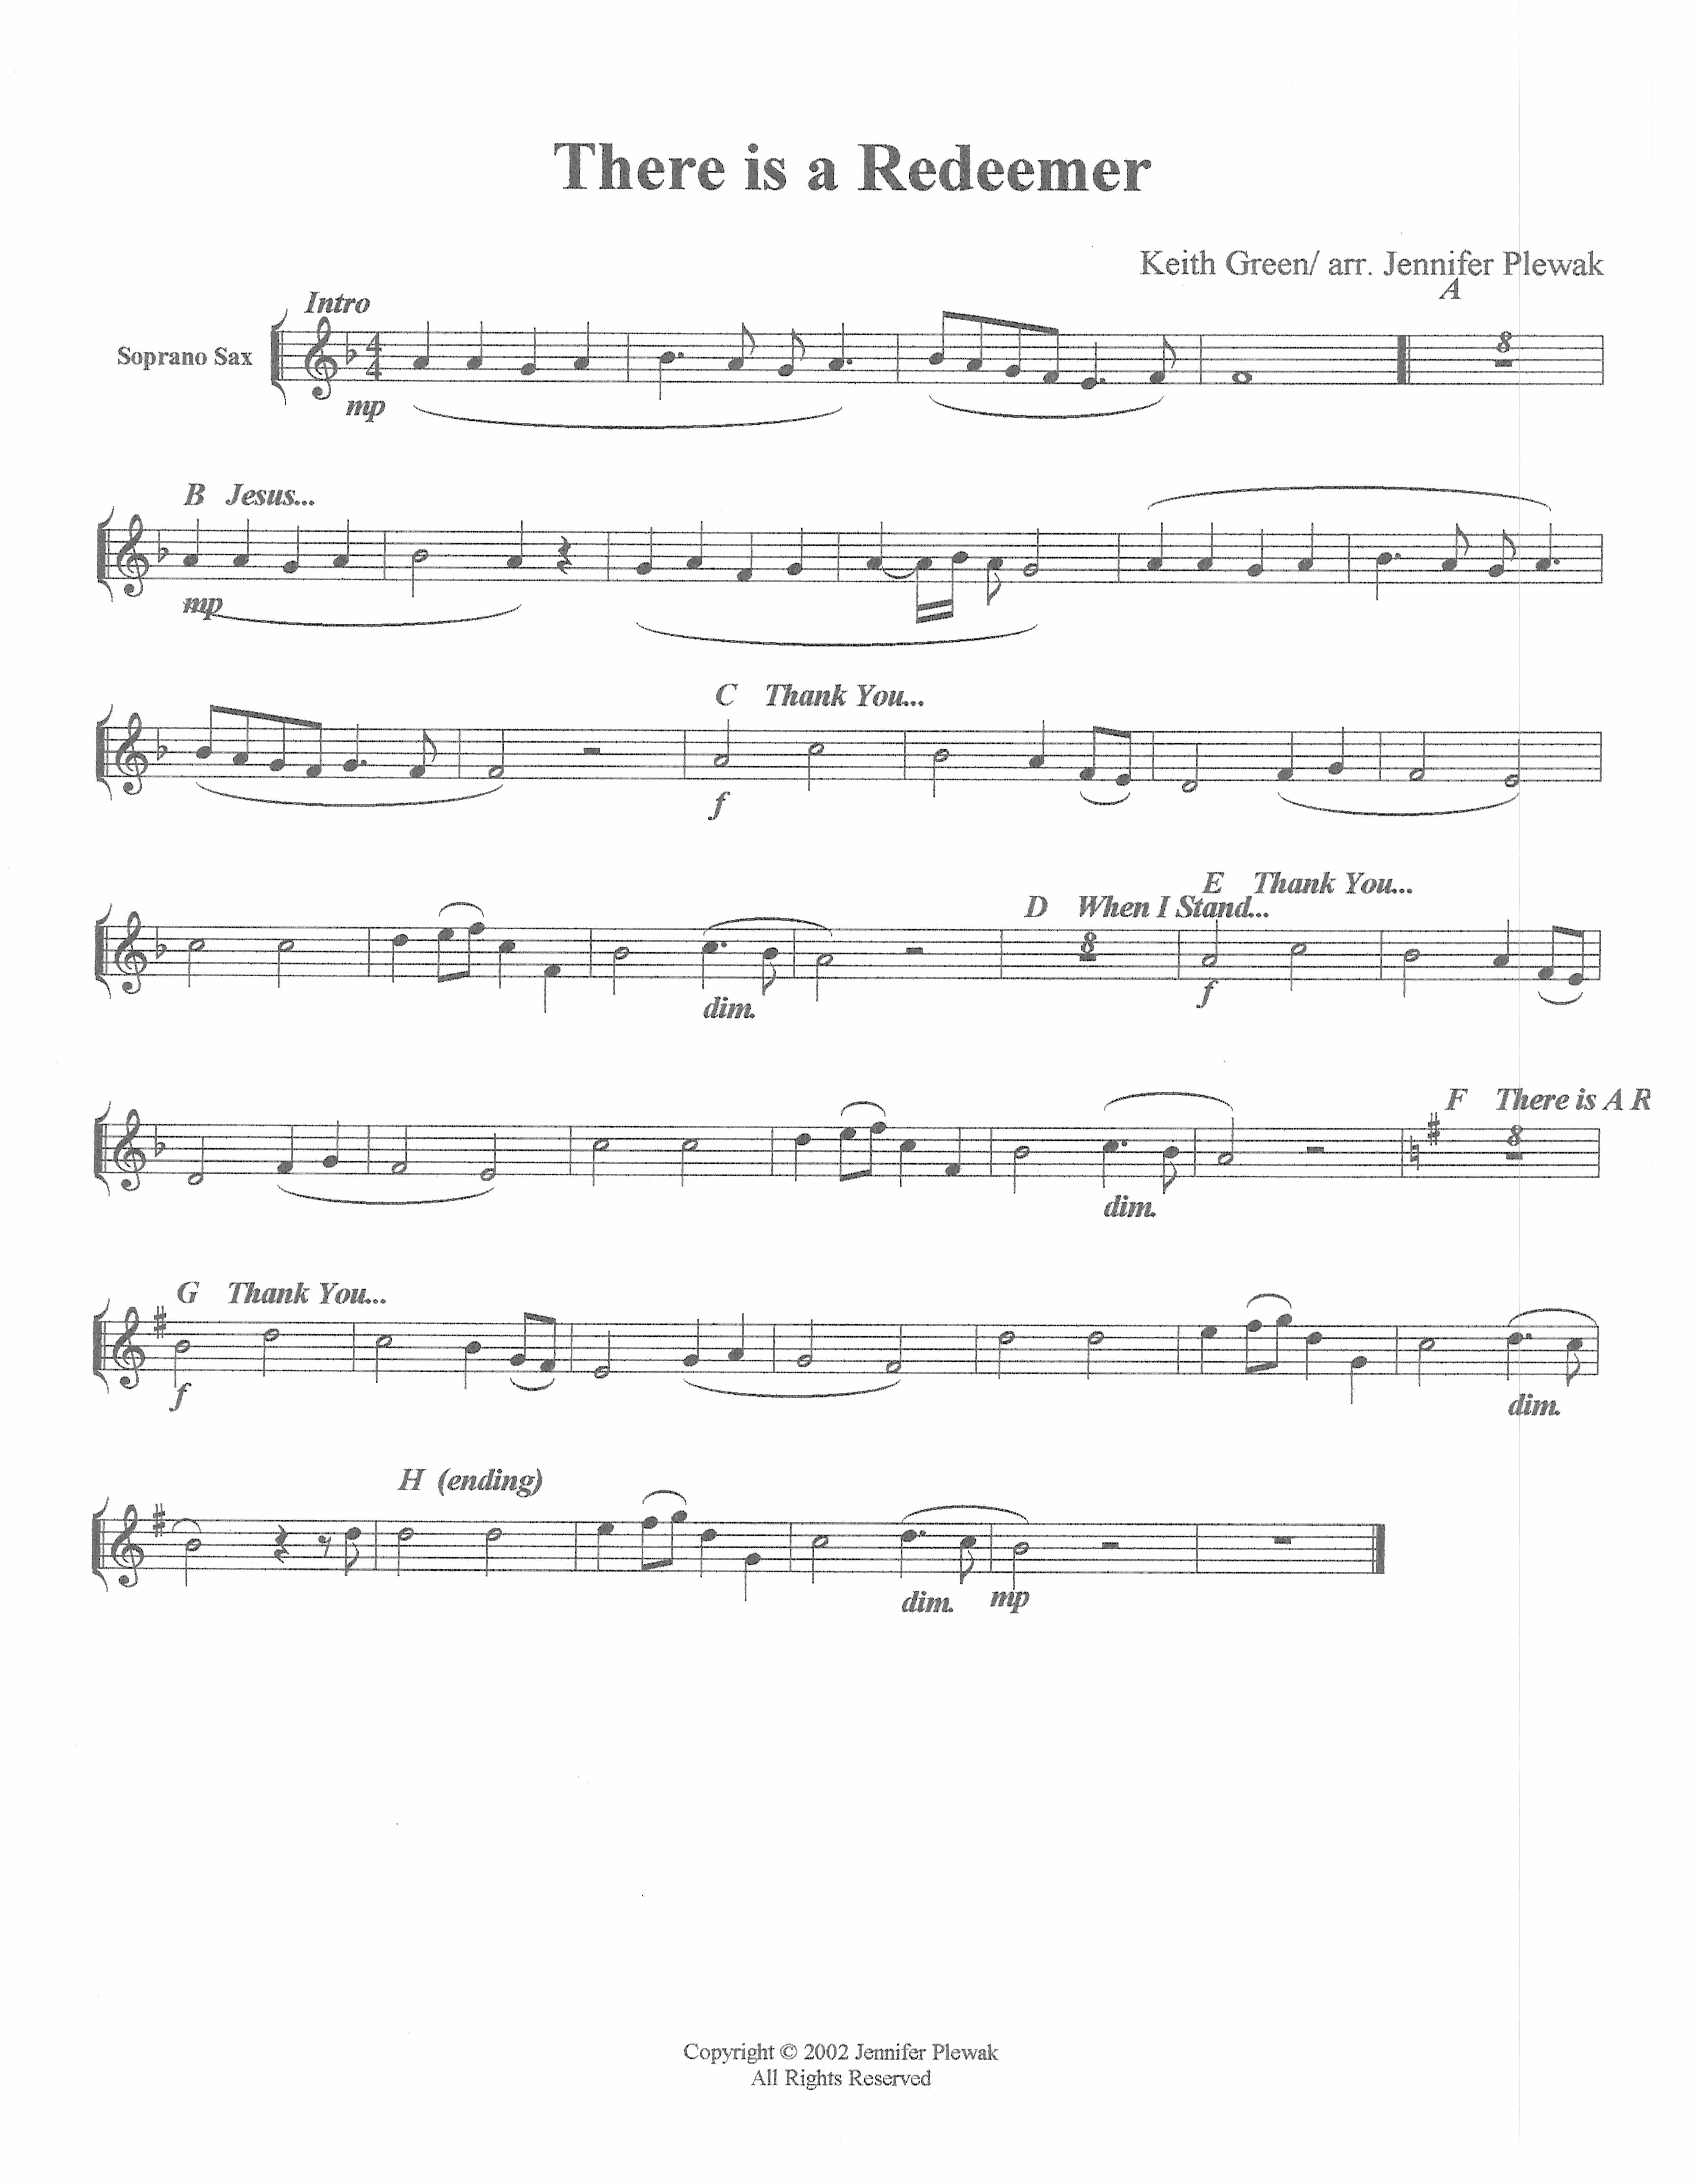 There is a Redeemer
Keith Green/ arr. Jennifer Plewak
Intro
A
Soprano Sax
4
4
8
mp
B Jesus...
mp
C Thank You...
f
E Thank You...
D When I Stand...
8
dim.
f
F There is A R
8
dim.
G Thank You...
f
dim.
H (ending)
dim. mp
Copyright © 2002 Jennifer Plewak
All Rights Reserved